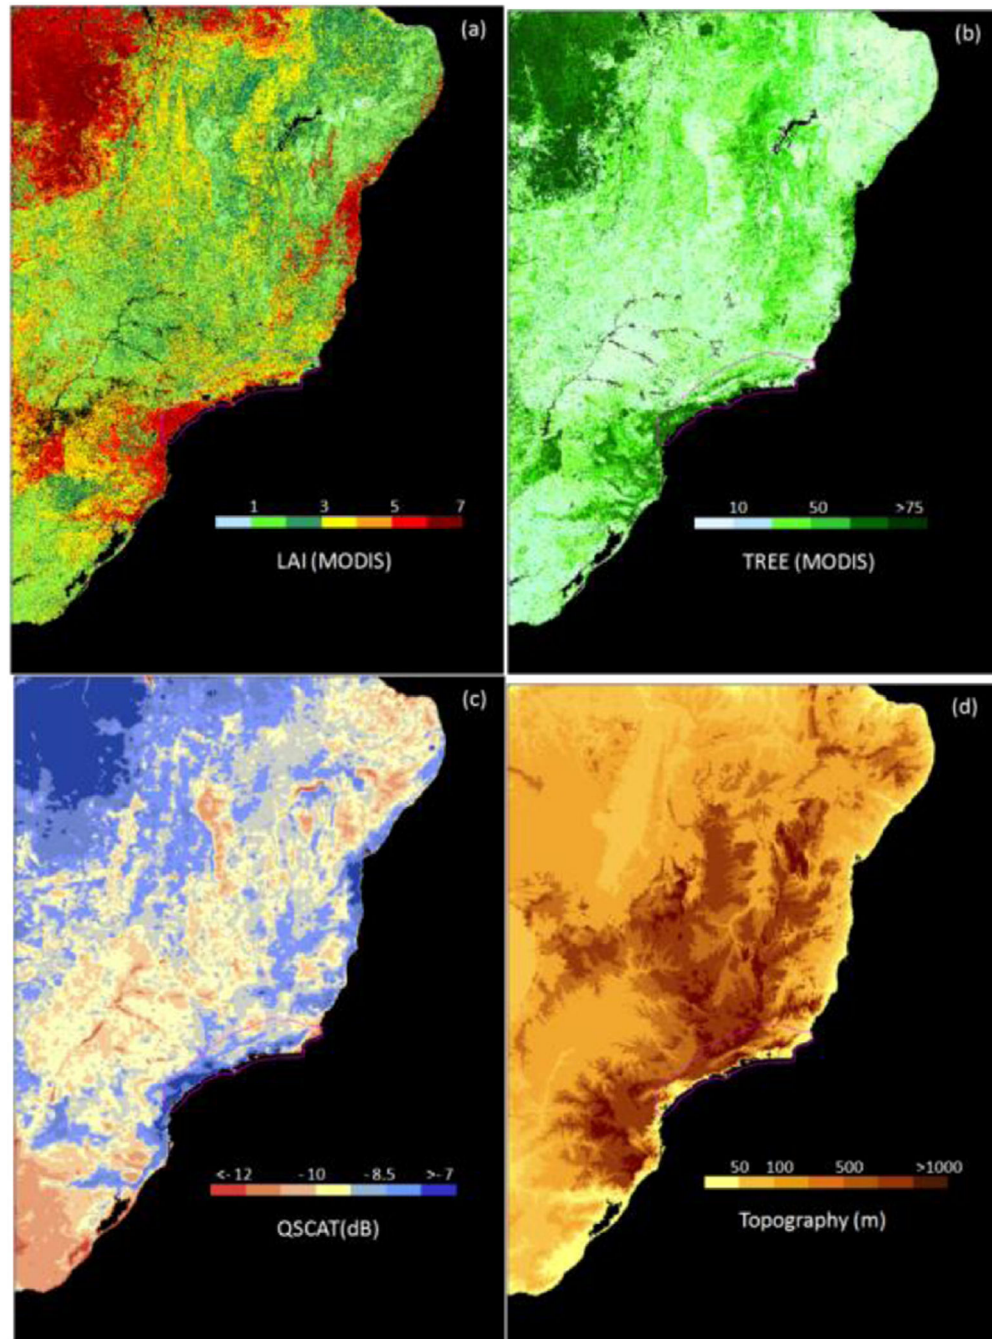 (a)
1 3 5 7
LAI (MODIS)
(b)
10 50 >75
TREE (MODIS)
(c)
<-12 -10 -8.5 >-7
QSCAT(dB)
(d)
50 100 500 >1000
Topography (m)